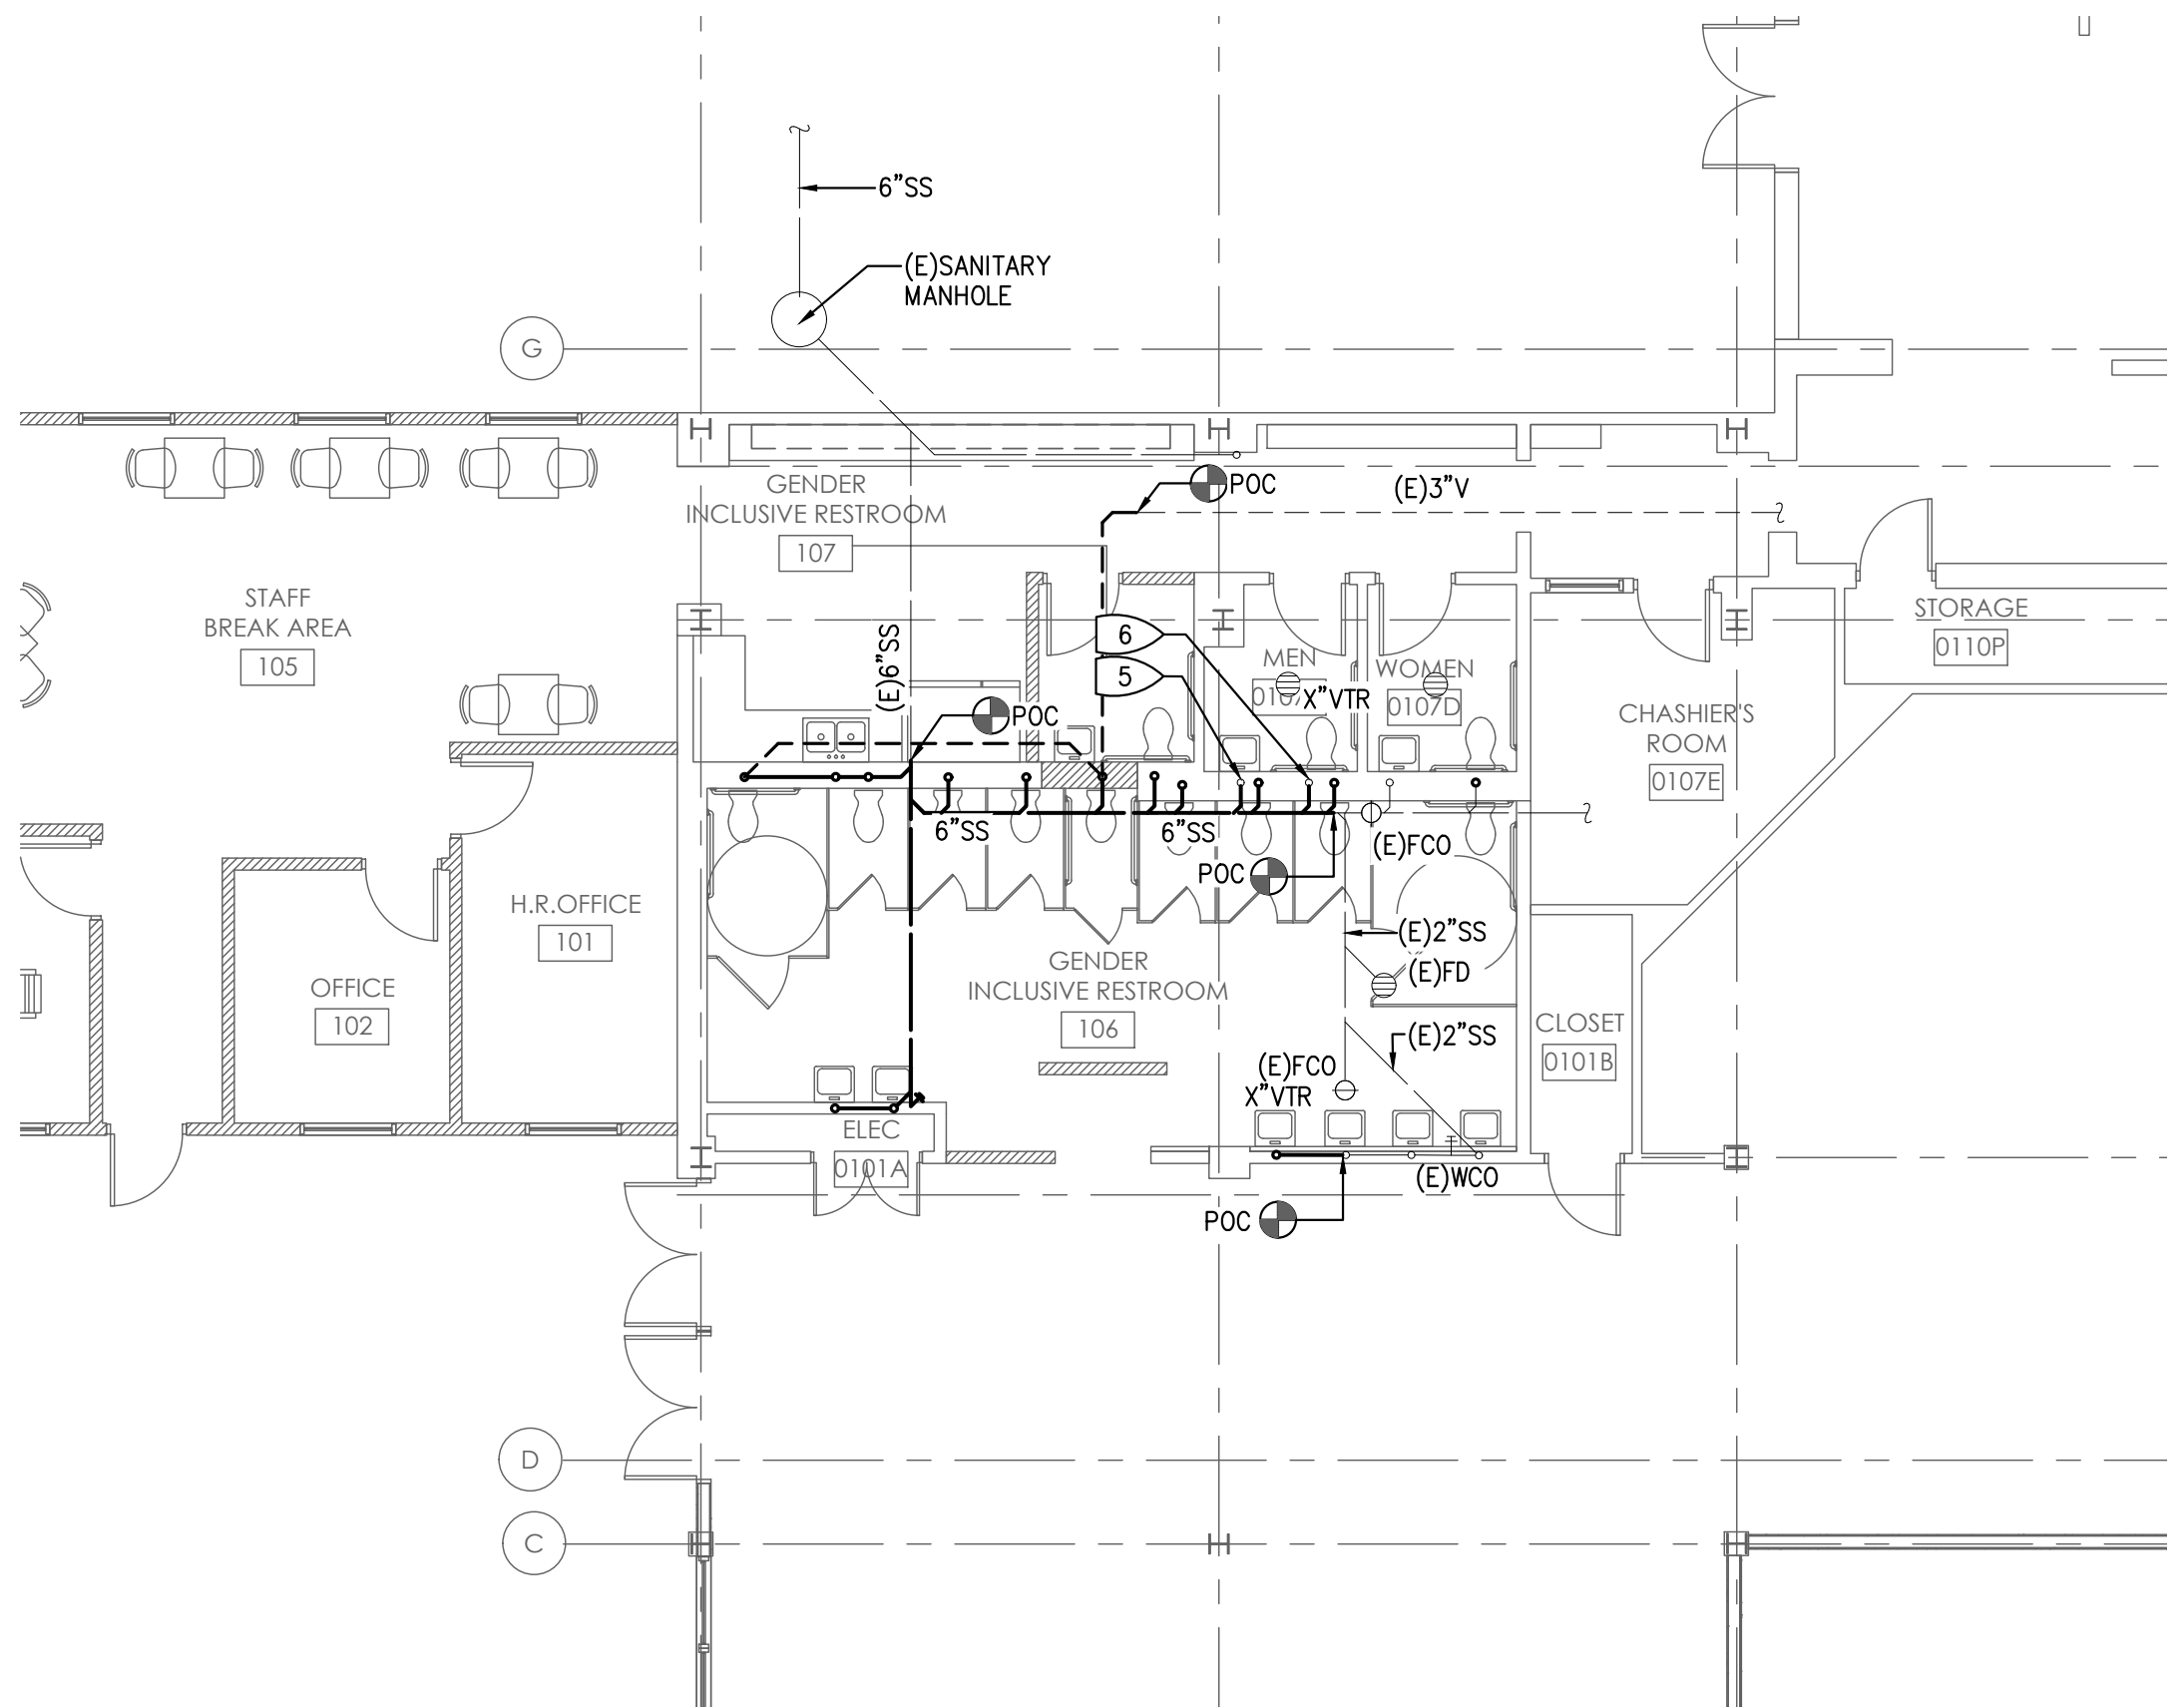 6”SS
(E)SANITARY
MANHOLE
G
GENDER
INCLUSIVE RESTROOM
107
POC
(E)3”V
STAFF
BREAK AREA
105
(E)6”SS
6
5
MEN
X”VTR
WOMEN
0107D
STORAGE
0110P
POC
CHASHIER'S
ROOM
0107E
6”SS
6”SS
(E)FCO
POC
H.R.OFFICE
101
(E)2”SS
(E)FD
GENDER
INCLUSIVE RESTROOM
106
OFFICE
102
CLOSET
0101B
(E)2”SS
(E)FCO
X”VTR
ELEC
0101A
(E)WCO
POC
D
C